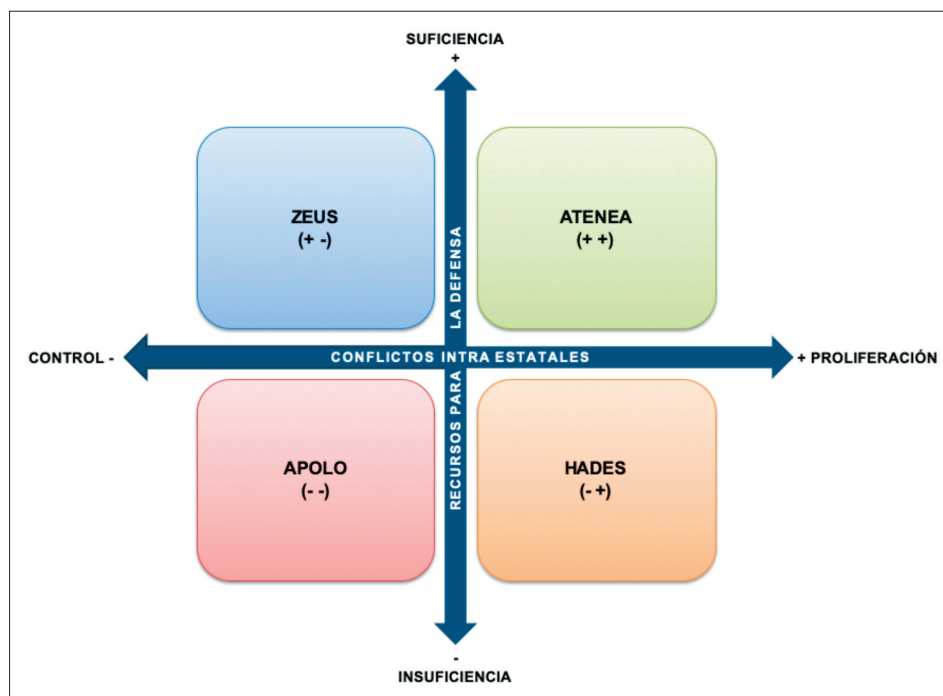 SUFICIENCIA
+
ZEUS
(+ -)
ATENEA
(+ +)
CONTROL -
CONFLICTOS INTRA ESTATALES
+ PROLIFERACIÓN
RECURSOS PARA LA DEFENSA
APOLO
(- -)
HADES
(- +)
-
INSUFICIENCIA